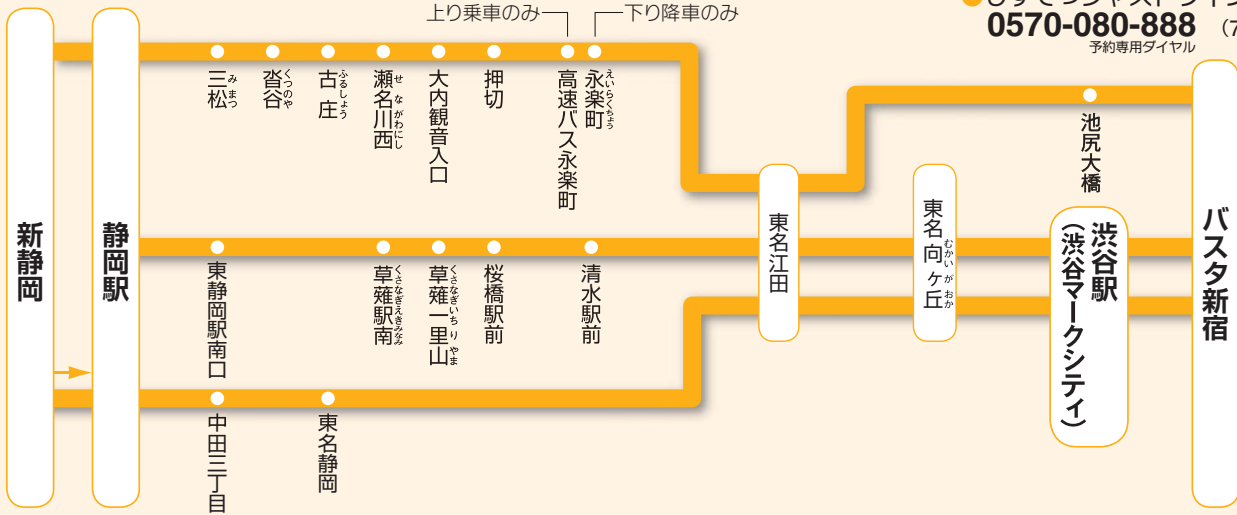 上り乗車のみ
下り降車のみ
0570-080-888 (7
予約専用ダイヤル
新静岡
静岡駅
三松
みまつ
沓谷
くつのや
古庄
ふるしょう
瀬名川西
せながわにし
大内観音入口
押切
高速バス永楽町
永楽町
えいらくちょう
池尻大橋
東静岡駅南口
草薙駅南
くさなぎえきみなみ
草薙一里山
くさなぎいちりやま
桜橋駅前
清水駅前
中田三丁目
東名静岡
東名江田
東名向ヶ丘
むかいがおか
渋谷駅
(渋谷マークシティ)
バスタ新宿